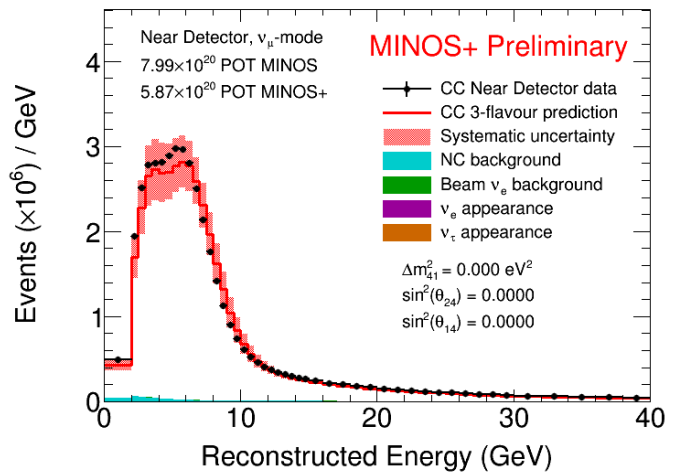 Near Detector, νμ-mode
7.99×10²⁰ POT MINOS
5.87×10²⁰ POT MINOS+
MINOS+ Preliminary
CC Near Detector data
CC 3-flavour prediction
Systematic uncertainty
NC background
Beam νe background
νe appearance
ντ appearance
Δm²41 = 0.000 eV²
sin²(θ24) = 0.0000
sin²(θ14) = 0.0000
Events (×10⁶) / GeV
4
3
2
1
0
0 10 20 30 40
Reconstructed Energy (GeV)